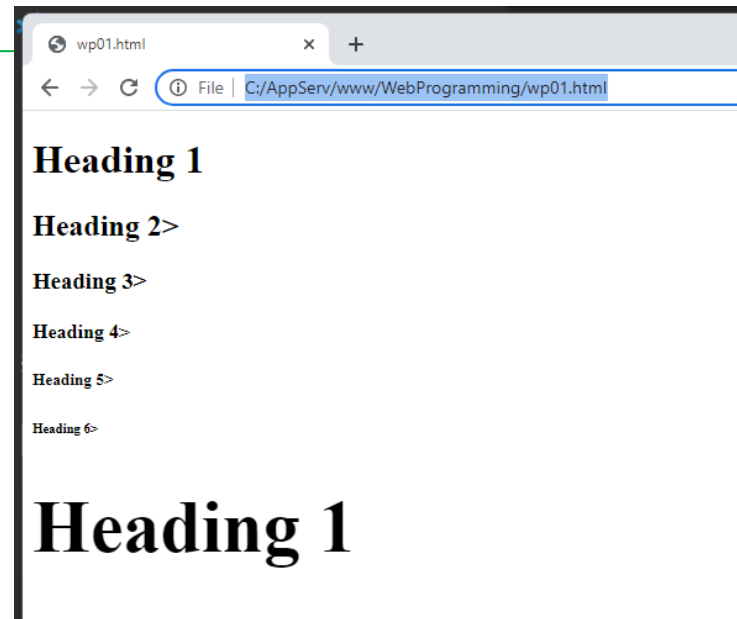 wp01.html
File | C:/AppServ/www/WebProgramming/wp01.html
Heading 1
Heading 2>
Heading 3>
Heading 4>
Heading 5>
Heading 6>
Heading 1